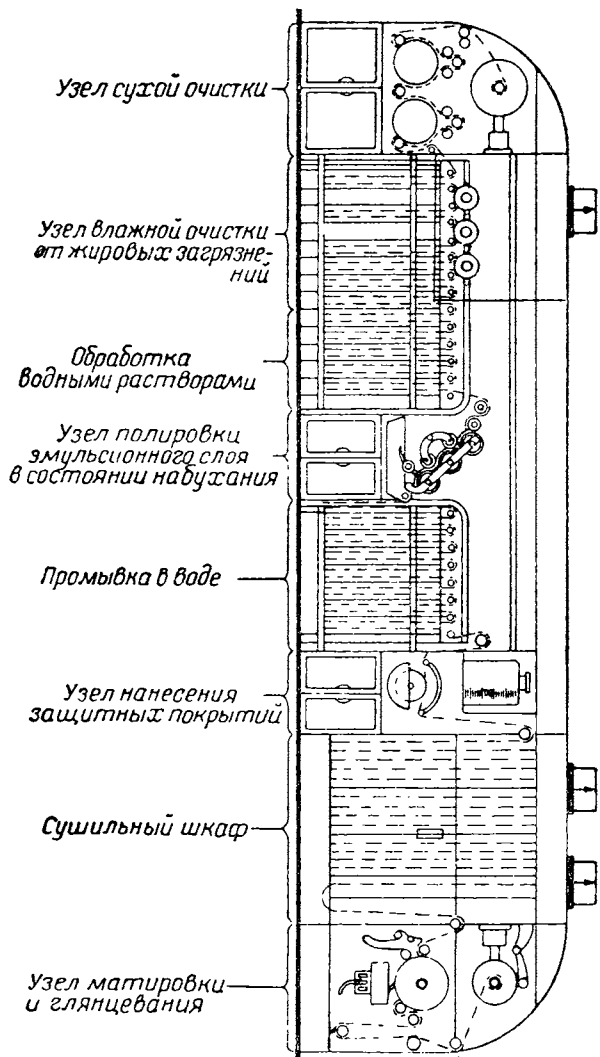 Узел сухой очистки
Узел влажной очистки
от жировых загрязне-
ний
Обработка
водными растворами
Узел полировки
эмульсионного слоя
в состоянии набухания
Промывка в воде
Узел нанесения
защитных покрытий
Сушильный шкаф
Узел матировки
и глянцевания